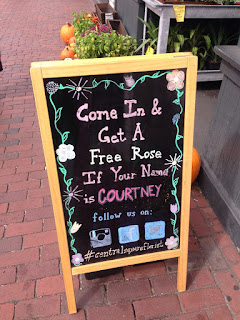 Come In &
Get A
Free Rose
If Your Name
is COURTNEY
follow us on:
#centralsquareflorist